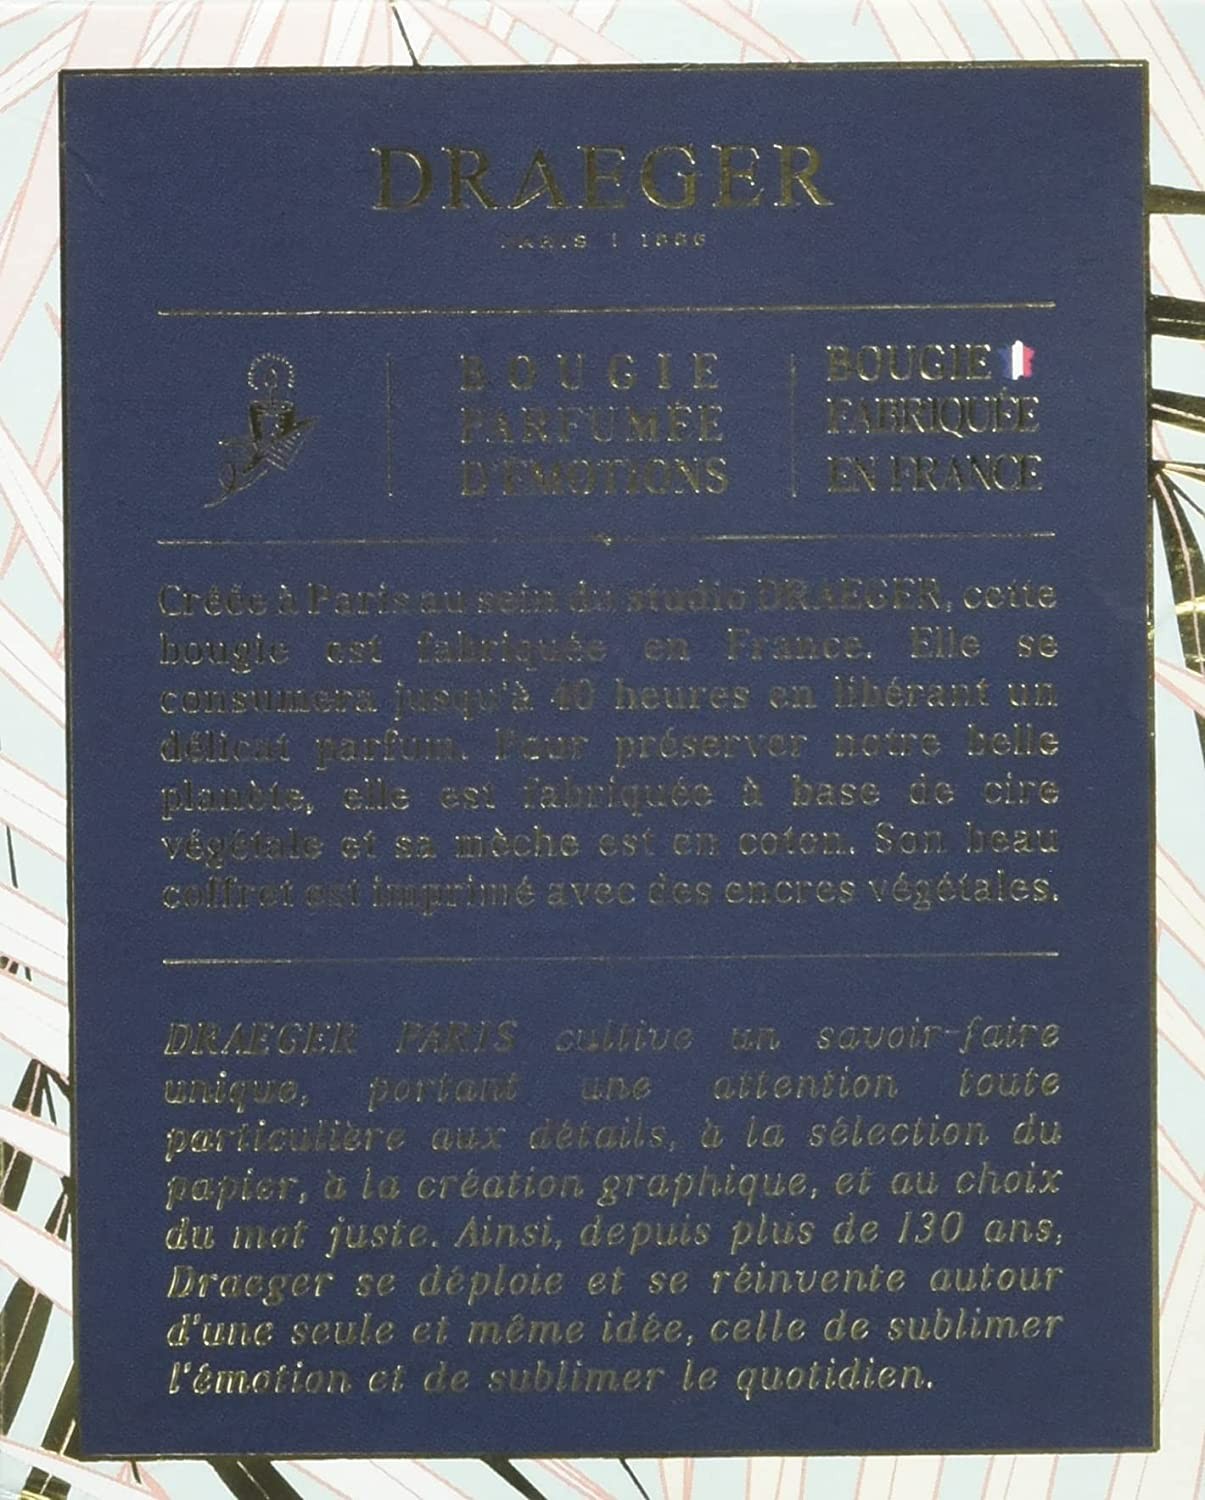 DRAEGER
PARIS | 1886
BOUGIE
PARFUMÉE
D'ÉMOTIONS
BOUGIE
FABRIQUÉE
EN FRANCE
Créée à Paris au sein du studio DRAEGER, cette
bougie est fabriquée en France. Elle se
consumera jusqu'à 40 heures en libérant un
délicat parfum. Pour préserver notre belle
planète, elle est fabriquée à base de cire
végétale et sa mèche est en coton. Son beau
coffret est imprimé avec des encres végétales.
DRAEGER PARIS cultive un savoir-faire
unique, portant une attention toute
particulière aux détails, à la sélection du
papier, à la création graphique, et au choix
du mot juste. Ainsi, depuis plus de 130 ans,
Draeger se déploie et se réinvente autour
d'une seule et même idée, celle de sublimer
l'émotion et de sublimer le quotidien.